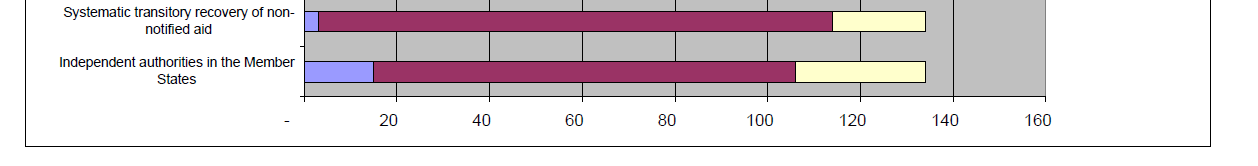 Systematic transitory recovery of non-
notified aid
Independent authorities in the Member
States
- 20 40 60 80 100 120 140 160